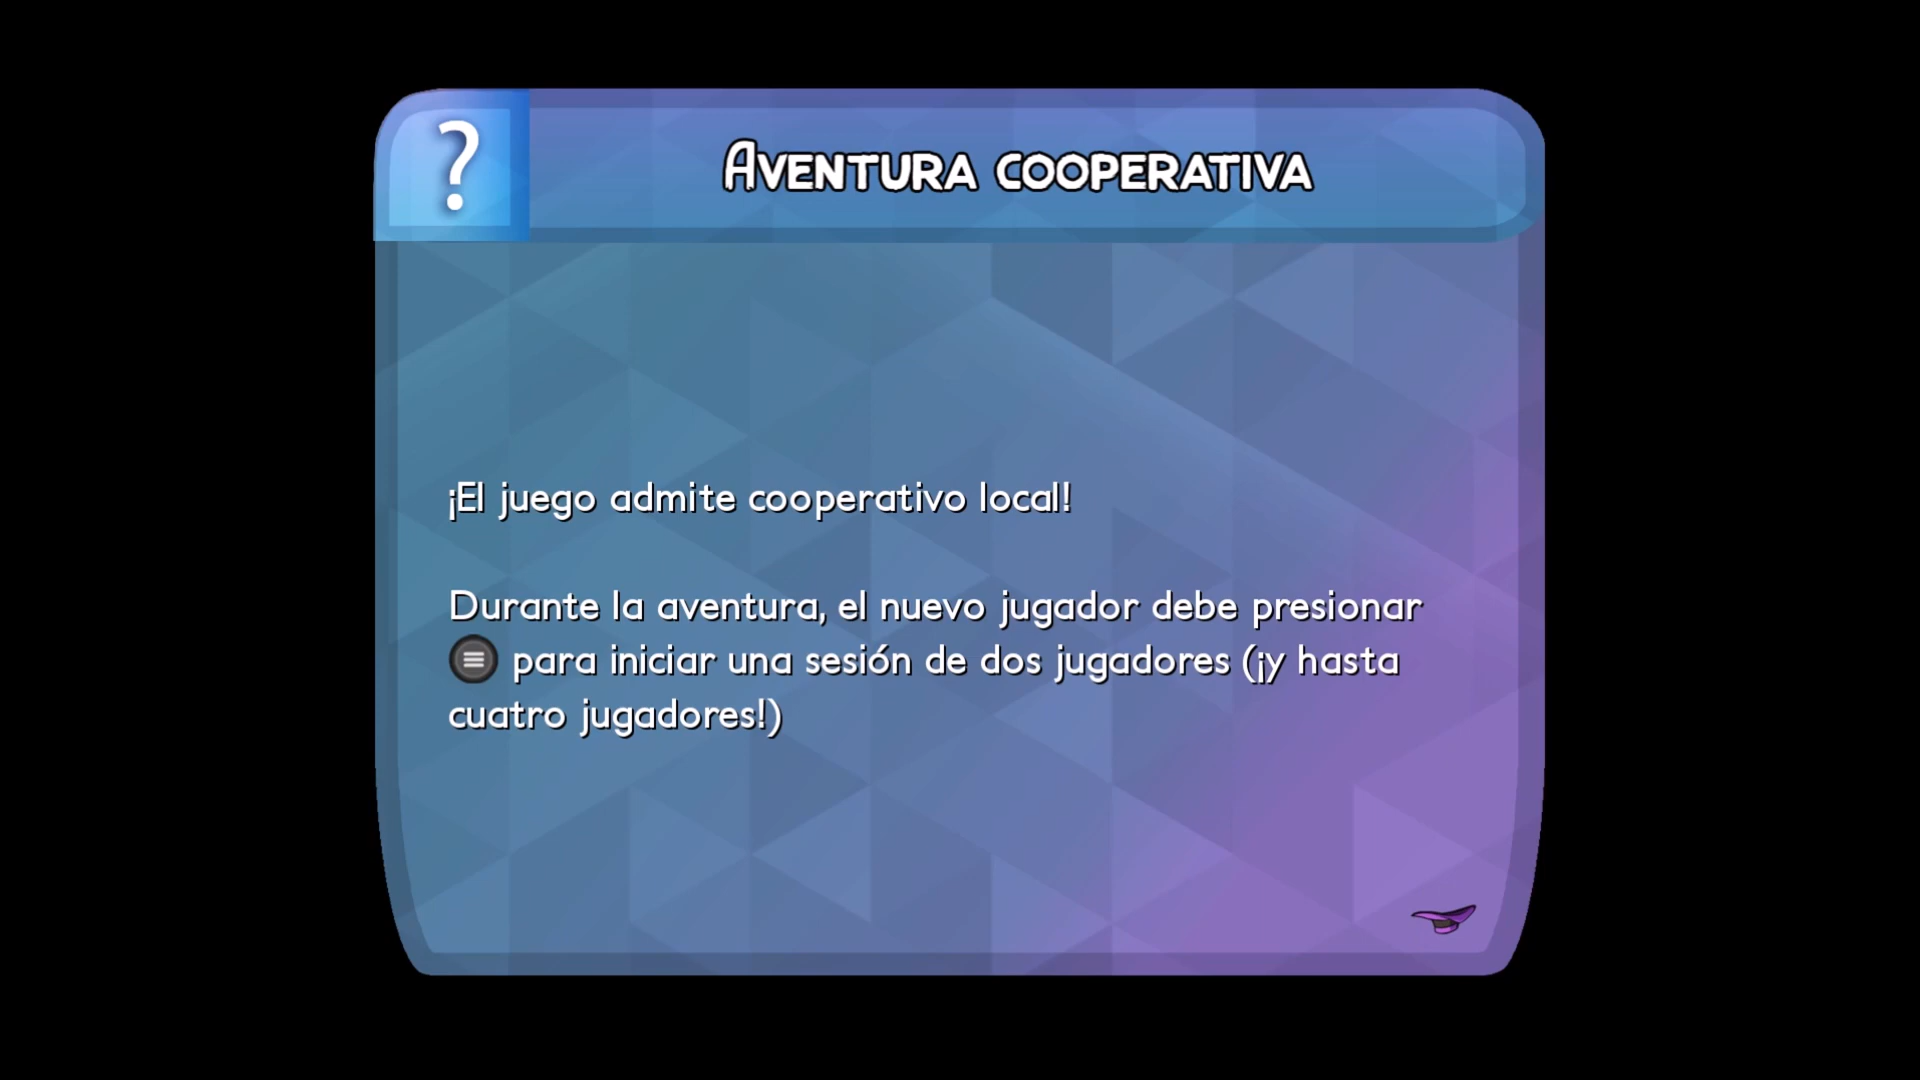 ?
Aventura cooperativa
¡El juego admite cooperativo local!
Durante la aventura, el nuevo jugador debe presionar
para iniciar una sesión de dos jugadores (¡y hasta
cuatro jugadores!)